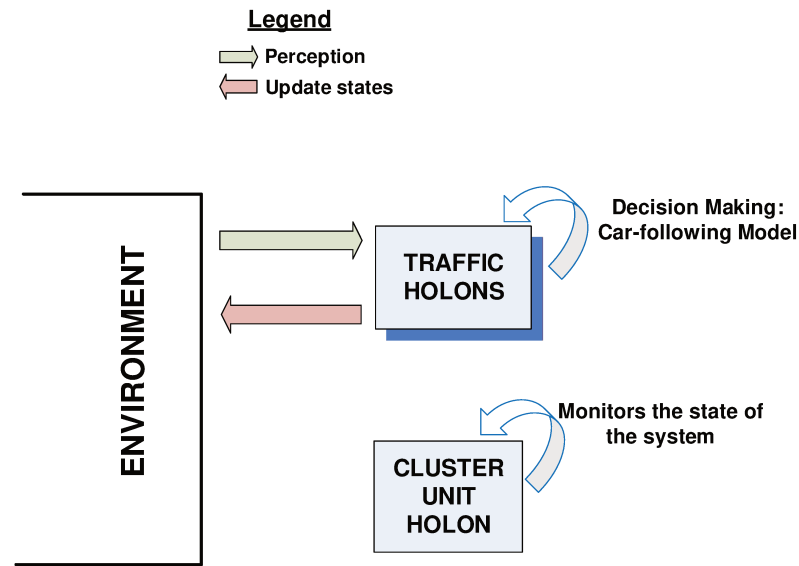 Legend
Perception
Update states
ENVIRONMENT
TRAFFIC
HOLONS
Decision Making:
Car-following Model
CLUSTER
UNIT
HOLON
Monitors the state of
the system